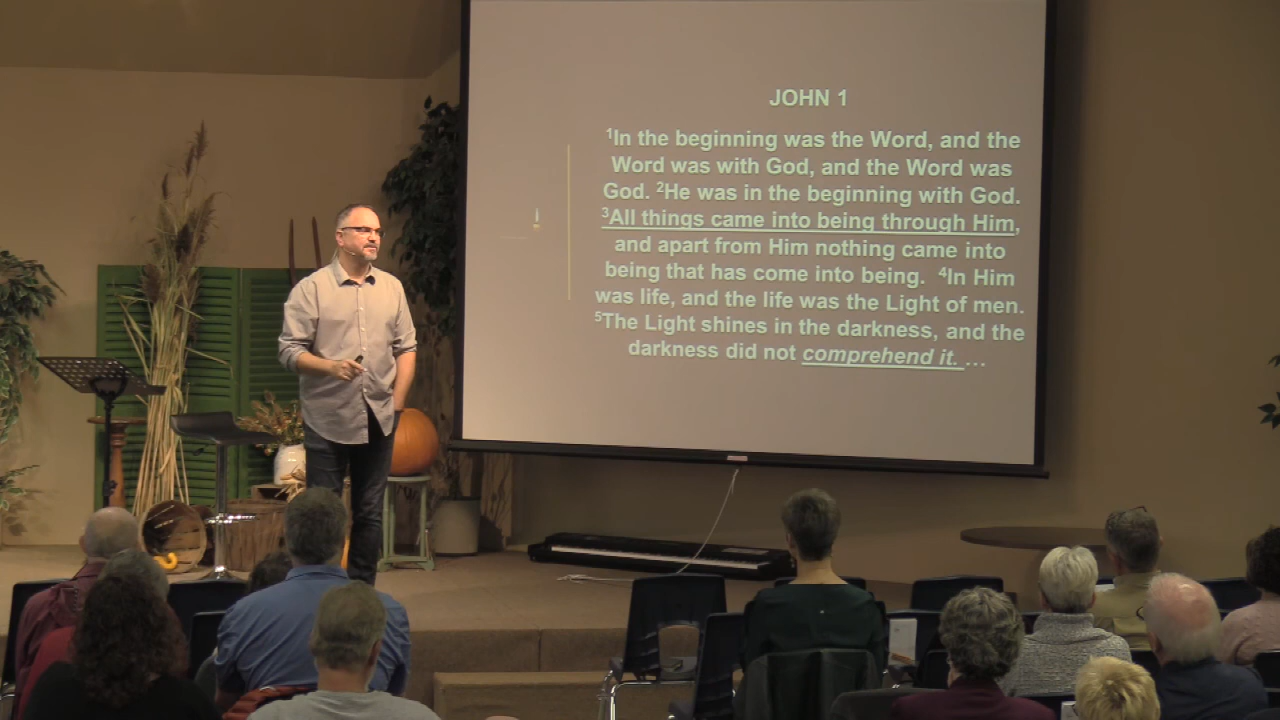 JOHN 1
¹In the beginning was the Word, and the
Word was with God, and the Word was
God. ²He was in the beginning with God.
³All things came into being through Him,
and apart from Him nothing came into
being that has come into being. ⁴In Him
was life, and the life was the Light of men.
⁵The Light shines in the darkness, and the
darkness did not comprehend it. …